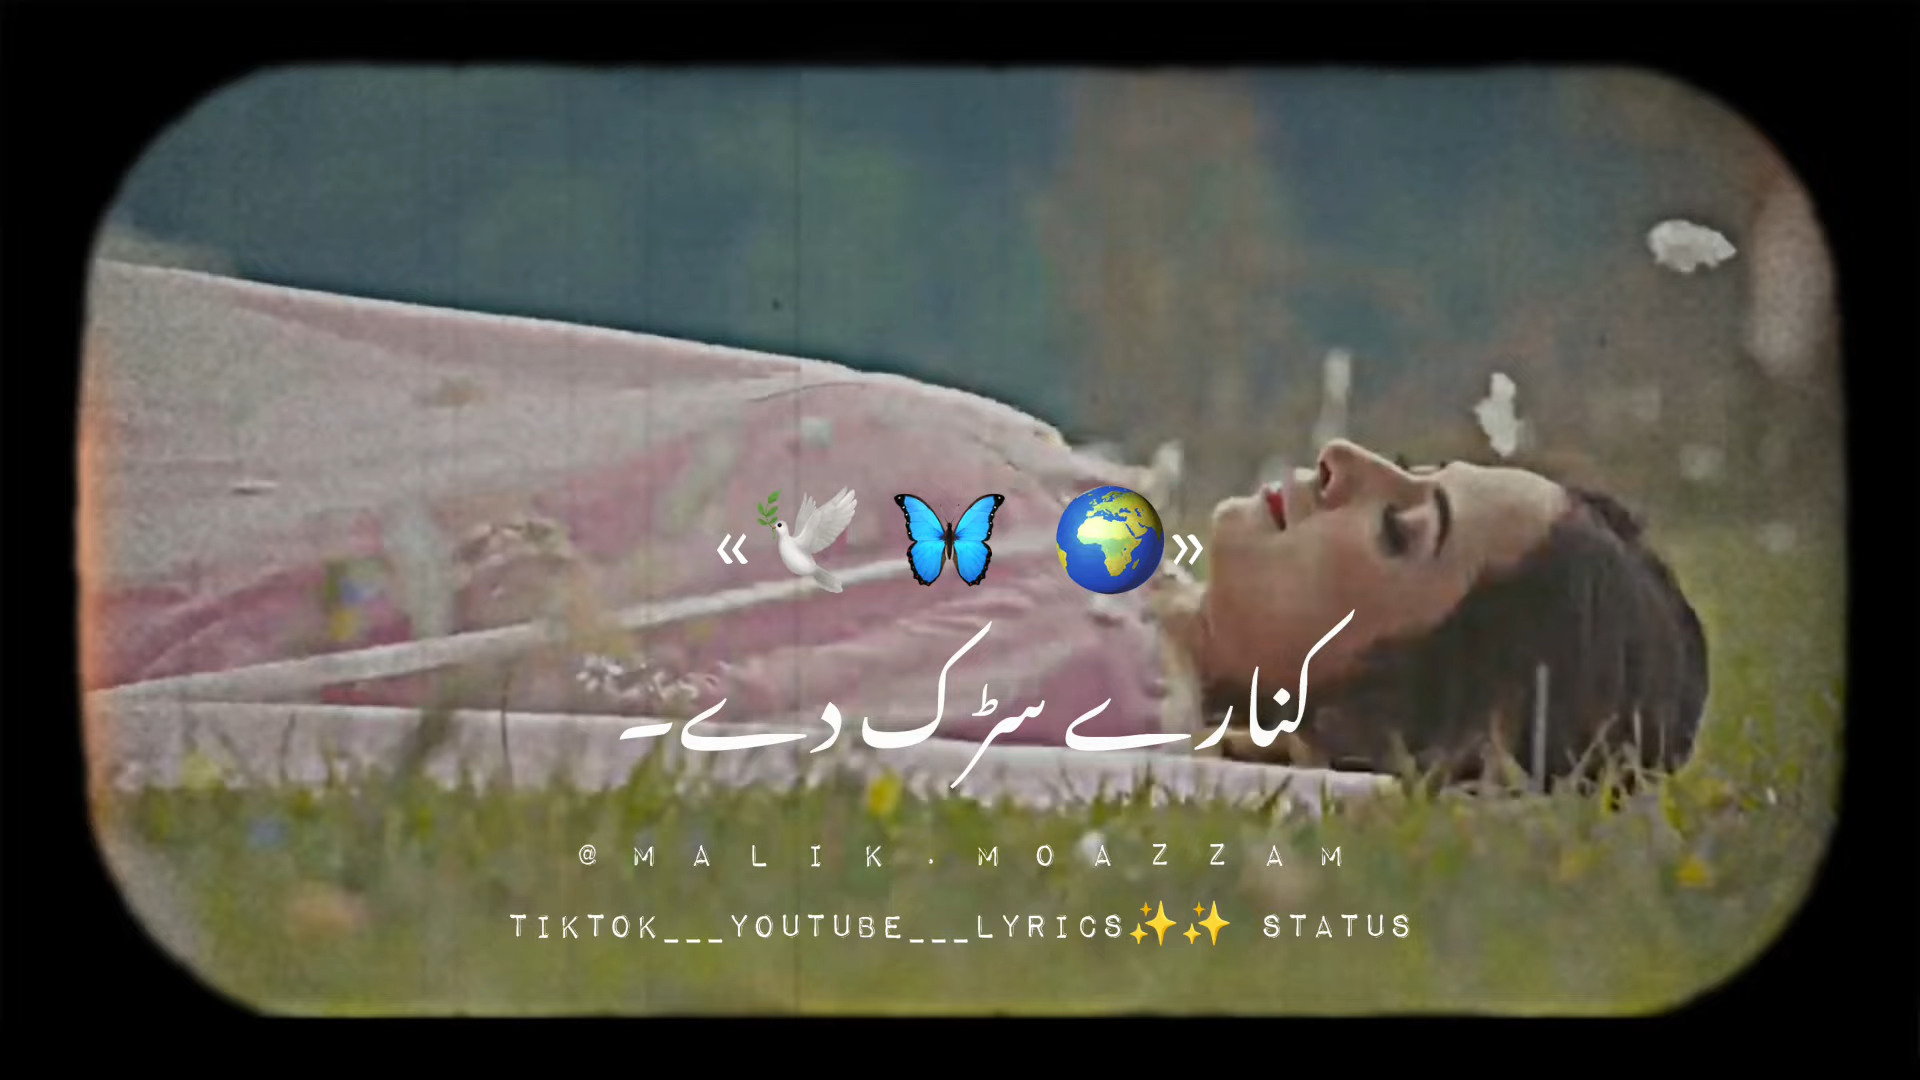 «🕊️ 🦋 🌍»
کنارے سڑک دے۔
@MALIK.MOAZZAM
TIKTOK___YOUTUBE___LYRICS✨✨ STATUS